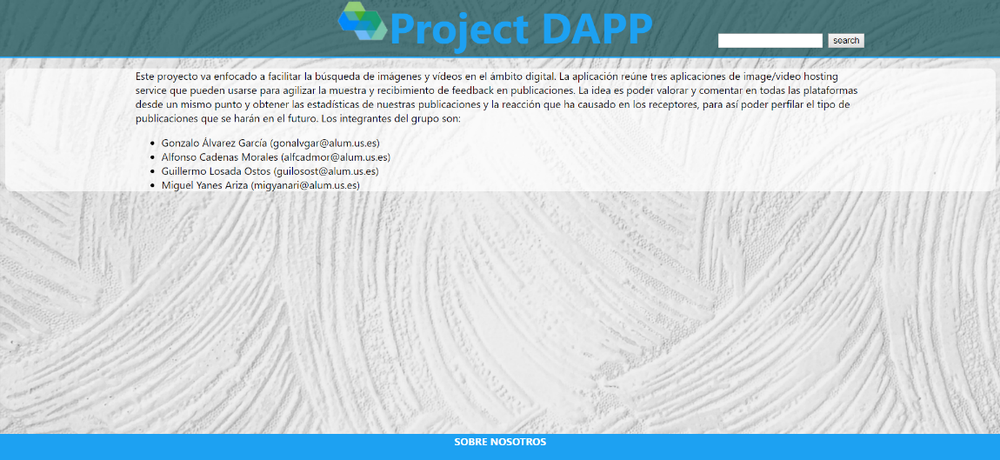 Project DAPP
search
Este proyecto va enfocado a facilitar la búsqueda de imágenes y vídeos en el ámbito digital. La aplicación reúne tres aplicaciones de image/video hosting
service que pueden usarse para agilizar la muestra y recibimiento de feedback en publicaciones. La idea es poder valorar y comentar en todas las plataformas
desde un mismo punto y obtener las estadísticas de nuestras publicaciones y la reacción que ha causado en los receptores, para así poder perfilar el tipo de
publicaciones que se harán en el futuro. Los integrantes del grupo son:
• Gonzalo Álvarez García (gonalvgar@alum.us.es)
• Alfonso Cadenas Morales (alfcadmor@alum.us.es)
• Guillermo Losada Ostos (guilosost@alum.us.es)
• Miguel Yanes Ariza (migyanari@alum.us.es)
SOBRE NOSOTROS